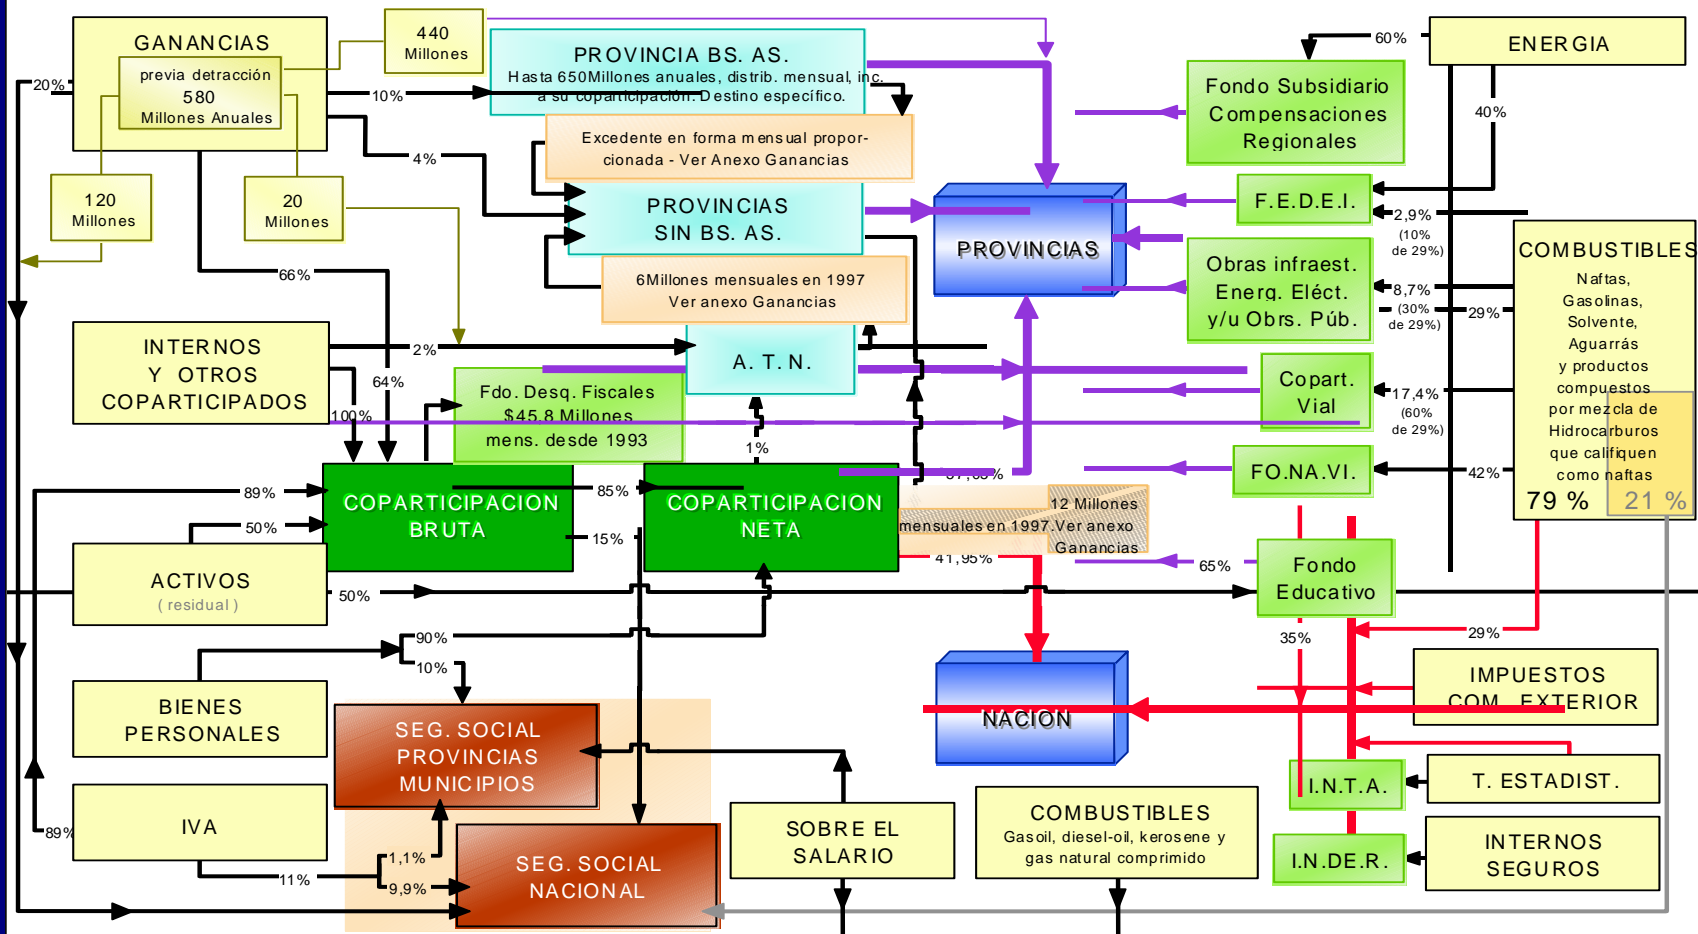 GANANCIAS
previa detracción
580
Millones Anuales
20%
440
Millones
120
Millones
20
Millones
10%
4%
66%
PROVINCIA BS. AS.
Hasta 650Millones anuales, distrib. mensual, inc.
a su coparticipación. Destino específico.
Excedente en forma mensual propor-
cionada - Ver Anexo Ganancias
PROVINCIAS
SIN BS. AS.
6Millones mensuales en 1997
Ver anexo Ganancias
A. T. N.
INTERNOS
Y OTROS
COPARTICIPADOS
2%
64%
100%
Fdo. Desq. Fiscales
$45,8 Millones
mens. desde 1993
1%
COPARTICIPACION
BRUTA
85%
15%
COPARTICIPACION
NETA
12 Millones
mensuales en 1997.Ver anexo
Ganancias
41,95%
89%
50%
ACTIVOS
( residual )
50%
90%
10%
BIENES
PERSONALES
SEG. SOCIAL
PROVINCIAS
MUNICIPIOS
IVA
89%
11%
1,1%
9,9%
SEG. SOCIAL
NACIONAL
SOBRE EL
SALARIO
COMBUSTIBLES
Gasoil, diesel-oil, kerosene y
gas natural comprimido
PROVINCIAS
NACION
ENERGIA
60%
40%
Fondo Subsidiario
Compensaciones
Regionales
F.E.D.E.I.
2,9%
(10%
de 29%)
Obras infraest.
Energ. Eléct.
y/u Obrs. Púb.
8,7%
(30%
de 29%)
29%
Copart.
Vial
17,4%
(60%
de 29%)
FO.NA.VI.
42%
COMBUSTIBLES
Naftas,
Gasolinas,
Solvente,
Aguarrás
y productos
compuestos
por mezcla de
Hidrocarburos
que califiquen
como naftas
79 %
21 %
65%
Fondo
Educativo
35%
29%
IMPUESTOS
COM. EXTERIOR
I.N.T.A.
T. ESTADIST.
I.N.DE.R.
INTERNOS
SEGUROS